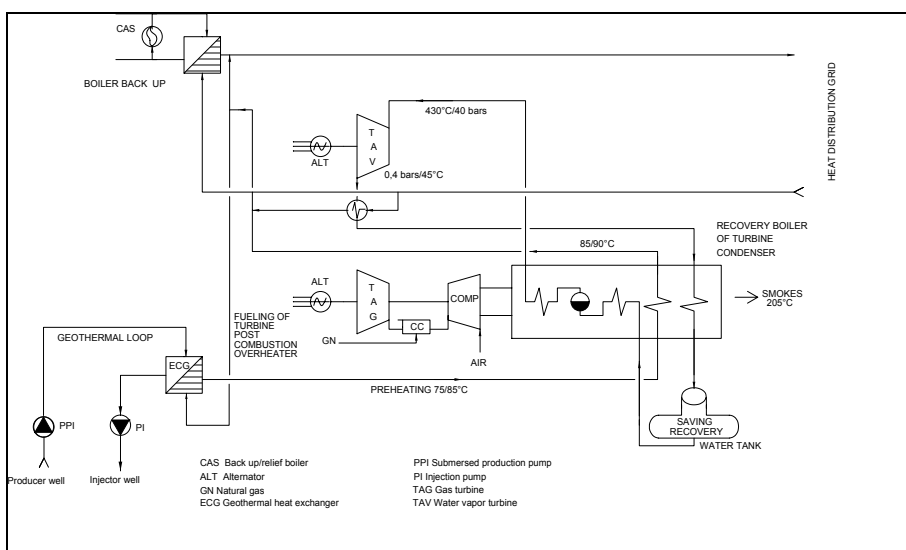 CAS
BOILER BACK UP
430°C/40 bars
T
A
V
ALT
0,4 bars/45°C
HEAT DISTRIBUTION GRID
RECOVERY BOILER
OF TURBINE
CONDENSER
85/90°C
ALT
T
A
G
COMP
CC
GN
AIR
SMOKES
205°C
FUELING OF
TURBINE
POST
COMBUSTION
OVERHEATER
GEOTHERMAL LOOP
ECG
PREHEATING 75/85°C
PPI
PI
Producer well
Injector well
SAVING
RECOVERY
WATER TANK
CAS Back up/relief boiler
ALT Alternator
GN Natural gas
ECG Geothermal heat exchanger
PPI Submersed production pump
PI Injection pump
TAG Gas turbine
TAV Water vapor turbine